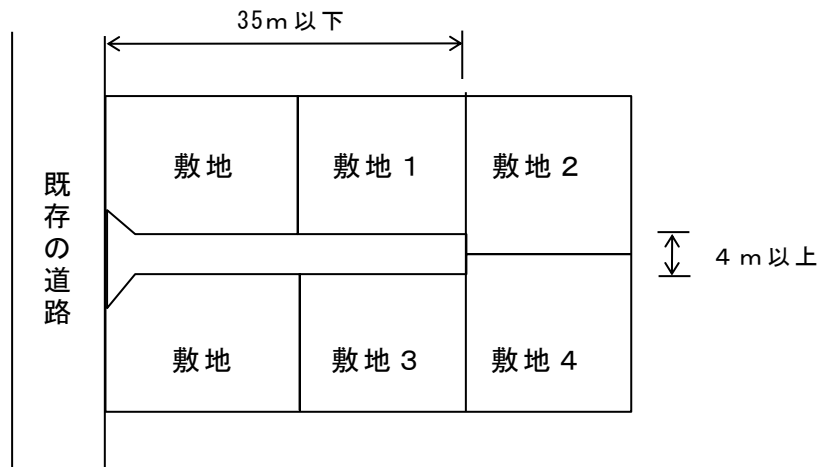 35ｍ以下
敷地
敷地１
敷地２
既存の道路
４ｍ以上
敷地
敷地３
敷地４